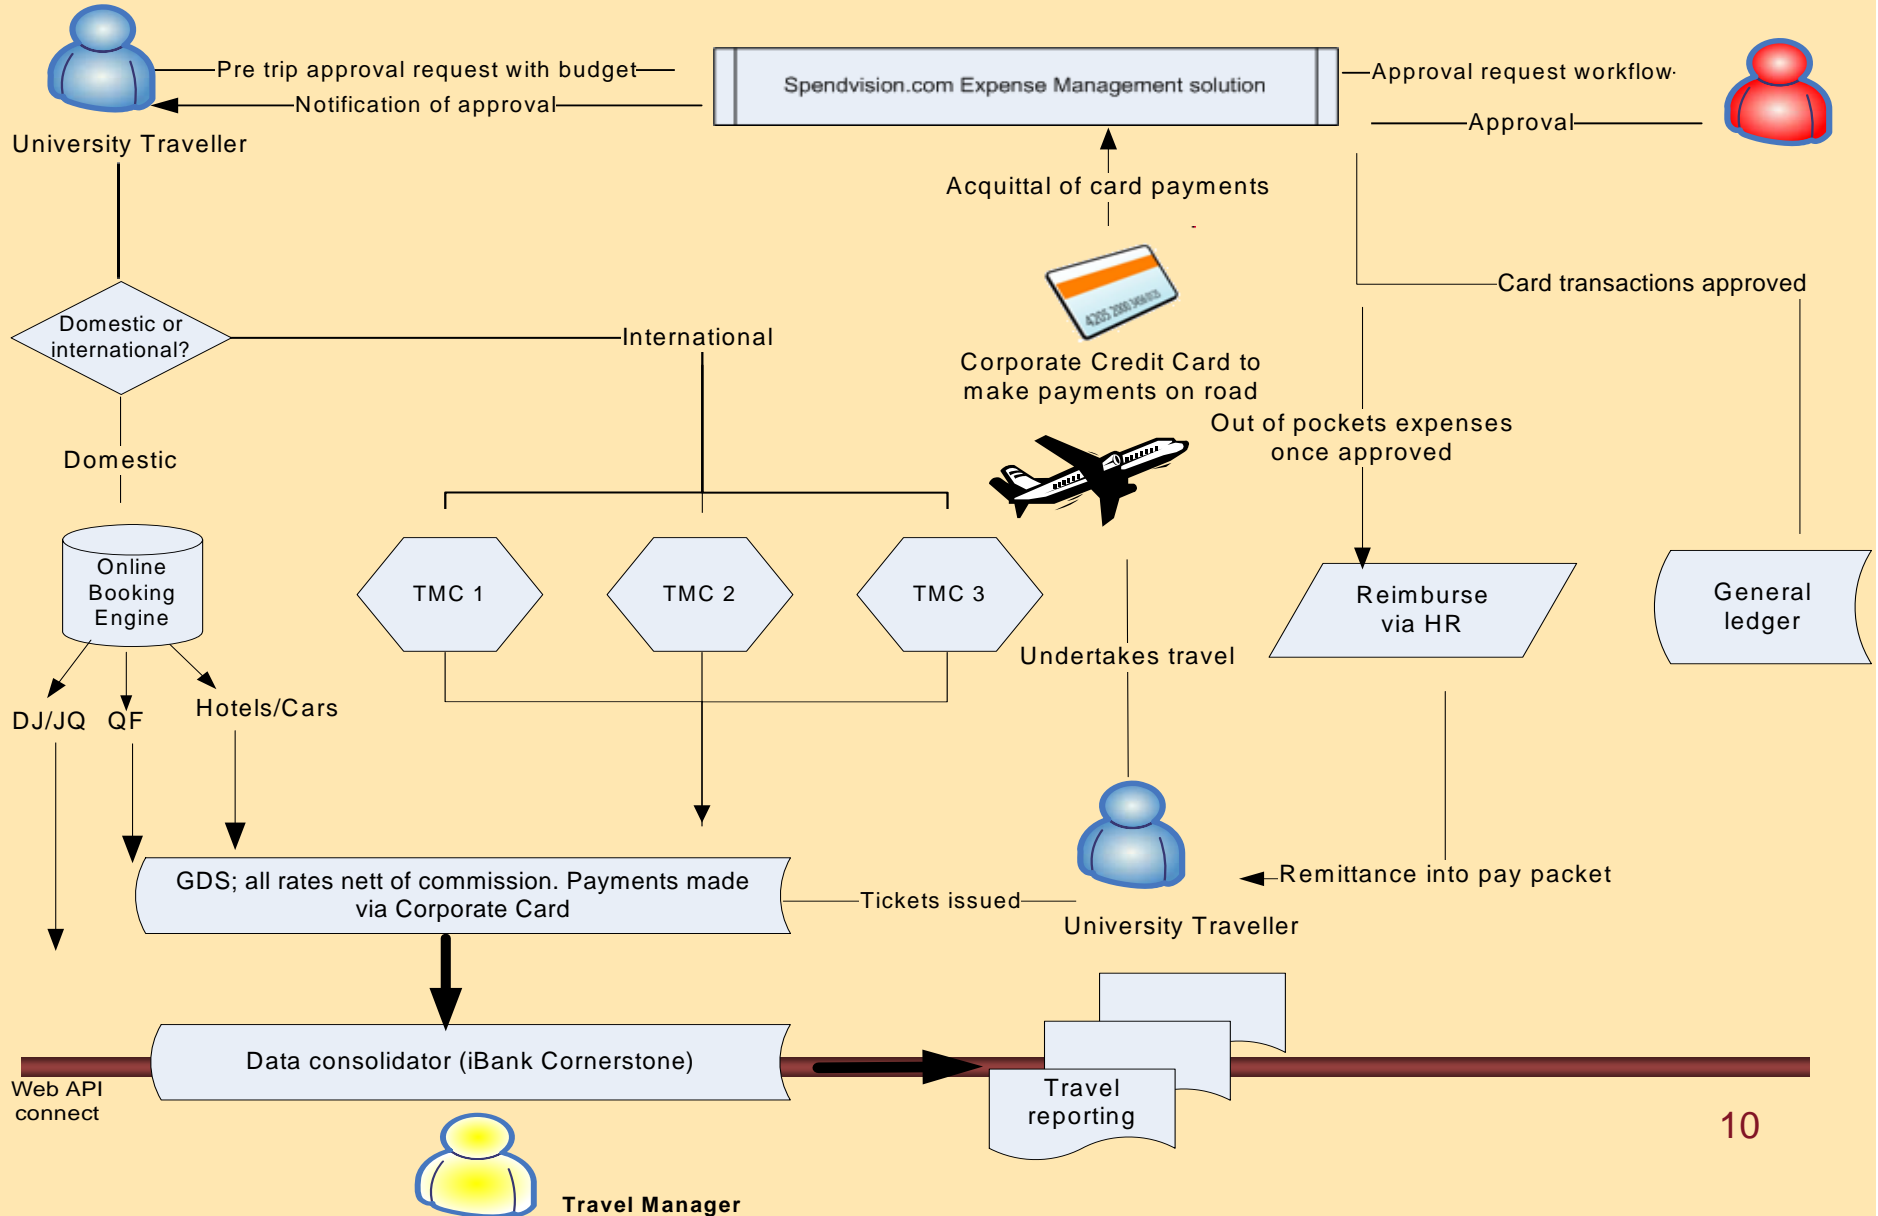 Pre trip approval request with budget
Notification of approval
University Traveller
Spendvision.com Expense Management solution
Approval request workflow
Approval
Acquittal of card payments
Card transactions approved
Domestic or
international?
International
4205 2000 3456 0125
Corporate Credit Card to
make payments on road
Out of pockets expenses
once approved
Domestic
Online
Booking
Engine
TMC 1
TMC 2
TMC 3
Reimburse
via HR
General
ledger
Undertakes travel
DJ/JQ
QF
Hotels/Cars
GDS; all rates nett of commission. Payments made
via Corporate Card
Tickets issued
Remittance into pay packet
University Traveller
Data consolidator (iBank Cornerstone)
Web API
connect
Travel
reporting
10
Travel Manager